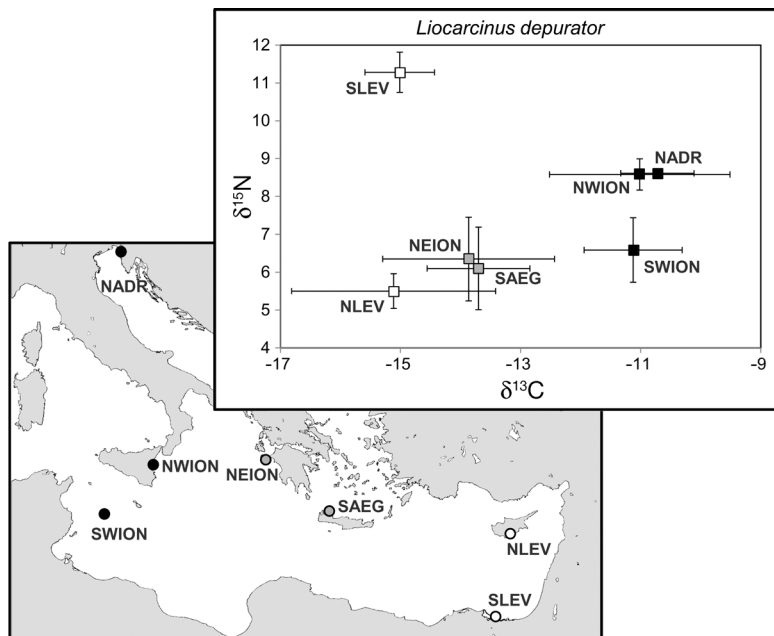 Liocarcinus depurator
12
11
10
9
8
7
6
5
4
δ¹⁵N
SLEV
NADR
NWION
NEION
SWION
SAEG
NLEV
-17
-15
-13
-11
-9
δ¹³C
NADR
NWION
NEION
SAEG
SWION
NLEV
SLEV